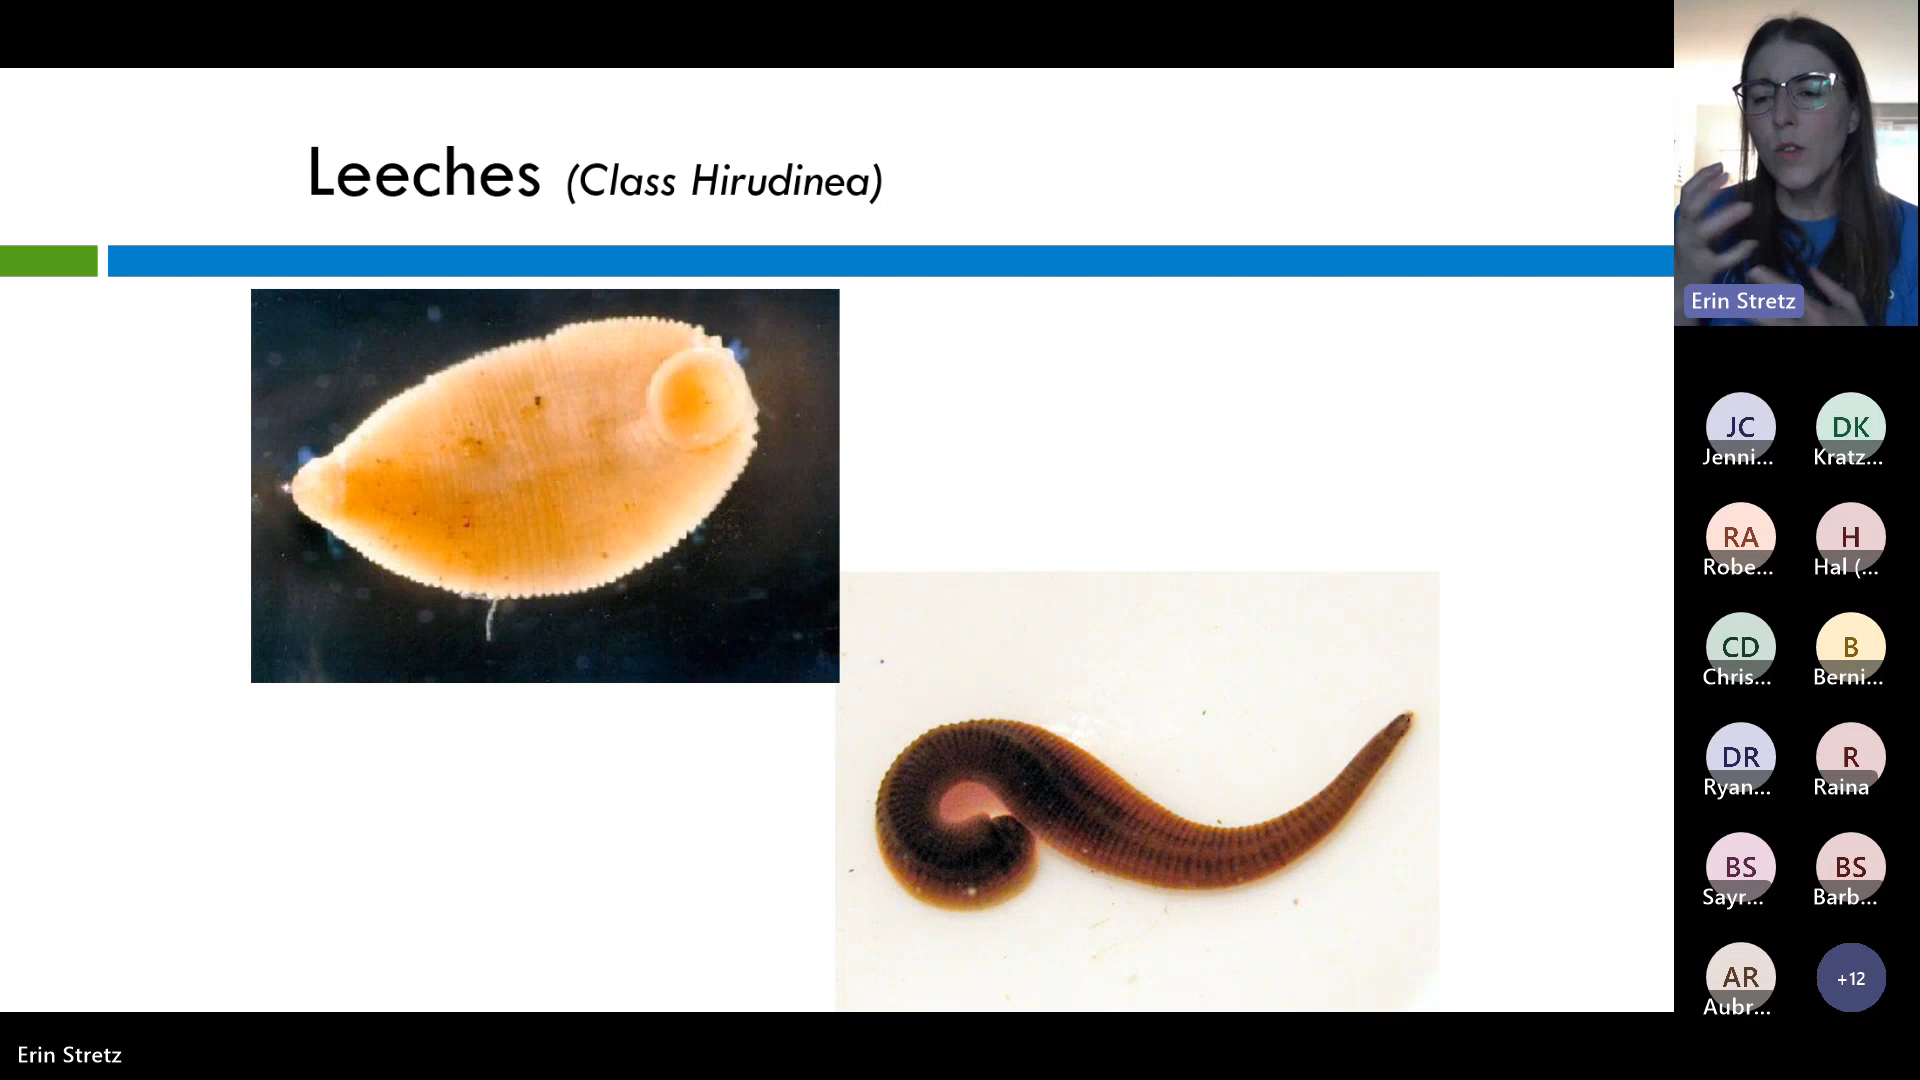 Leeches (Class Hirudinea)
Erin Stretz
JC
Jenni...
DK
Kratz...
RA
Robe...
H
Hal (...
CD
Chris...
B
Berni...
DR
Ryan...
R
Raina
BS
Sayr...
BS
Barb...
AR
Aubr...
+12
Erin Stretz